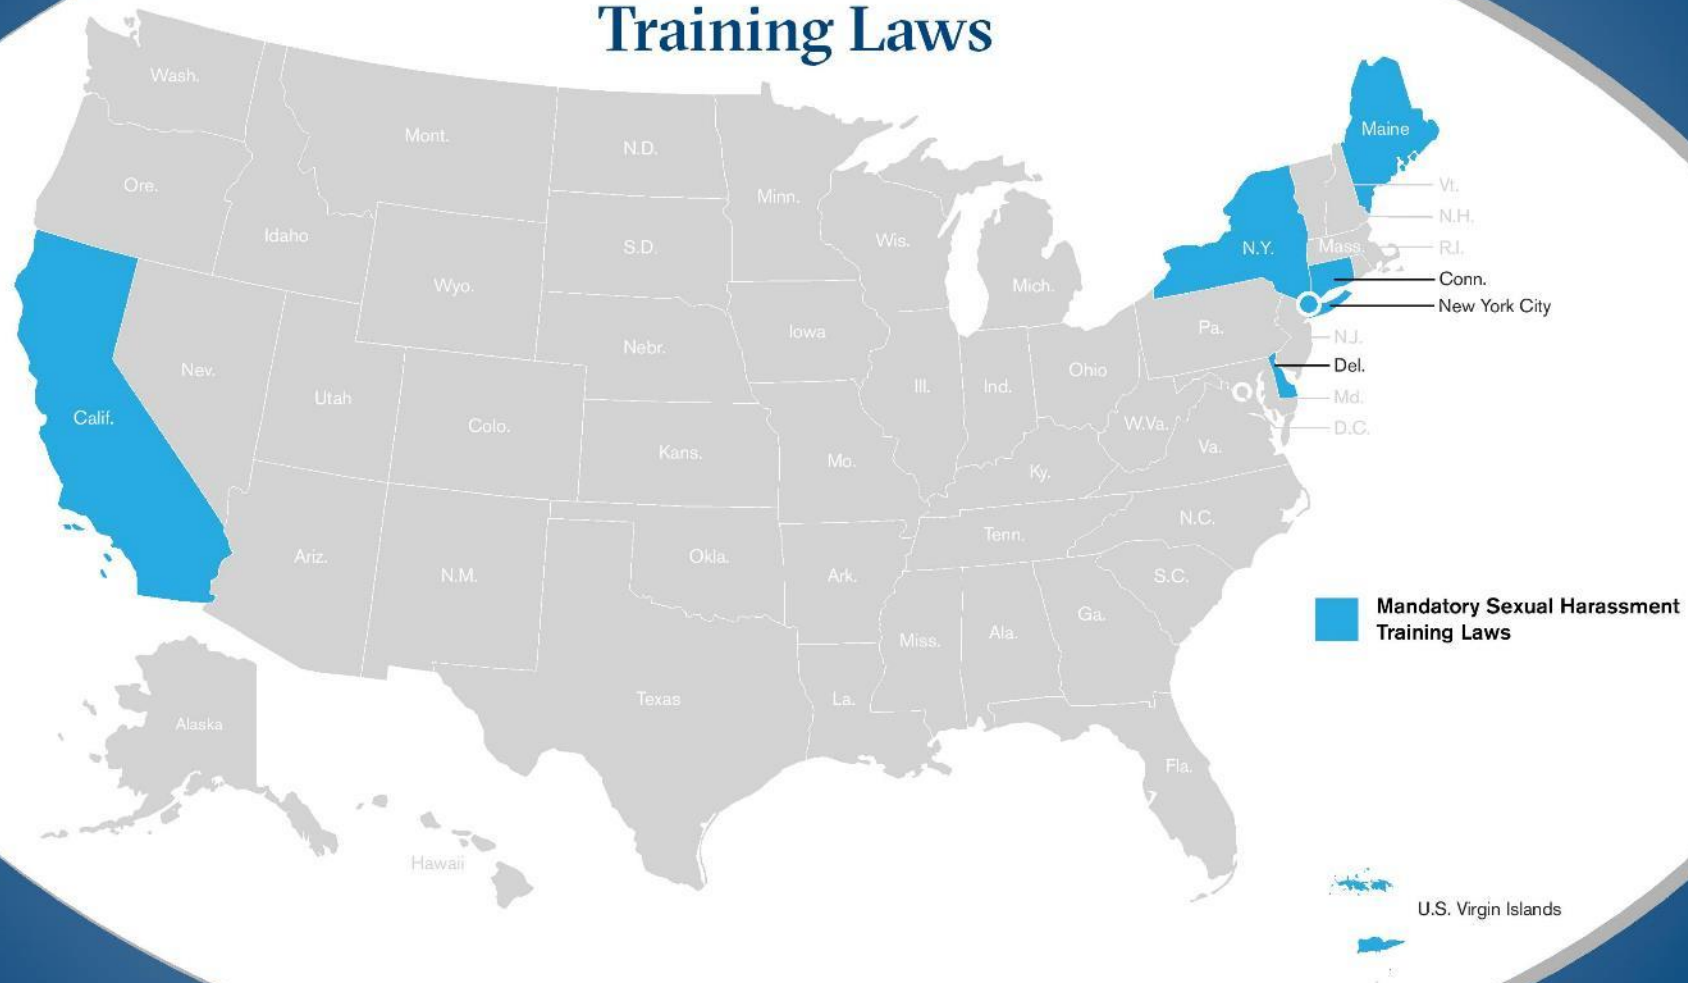 Training Laws
Wash.
Maine
Mont.
N.D.
Ore.
Vt.
Minn.
N.H.
Idaho
S.D.
Wis.
N.Y.
Mass.
R.I.
Wyo.
Mich.
Conn.
New York City
Iowa
Pa.
N.J.
Nebr.
Nev.
Ohio
Del.
Utah
Ill.
Ind.
Md.
Calif.
Colo.
W.Va.
D.C.
Kans.
Mo.
Va.
Ky.
N.C.
Tenn.
Ariz.
Okla.
N.M.
Ark.
S.C.
Mandatory Sexual Harassment
Training Laws
Ga.
Miss.
Ala.
Texas
La.
Alaska
Fla.
Hawaii
U.S. Virgin Islands